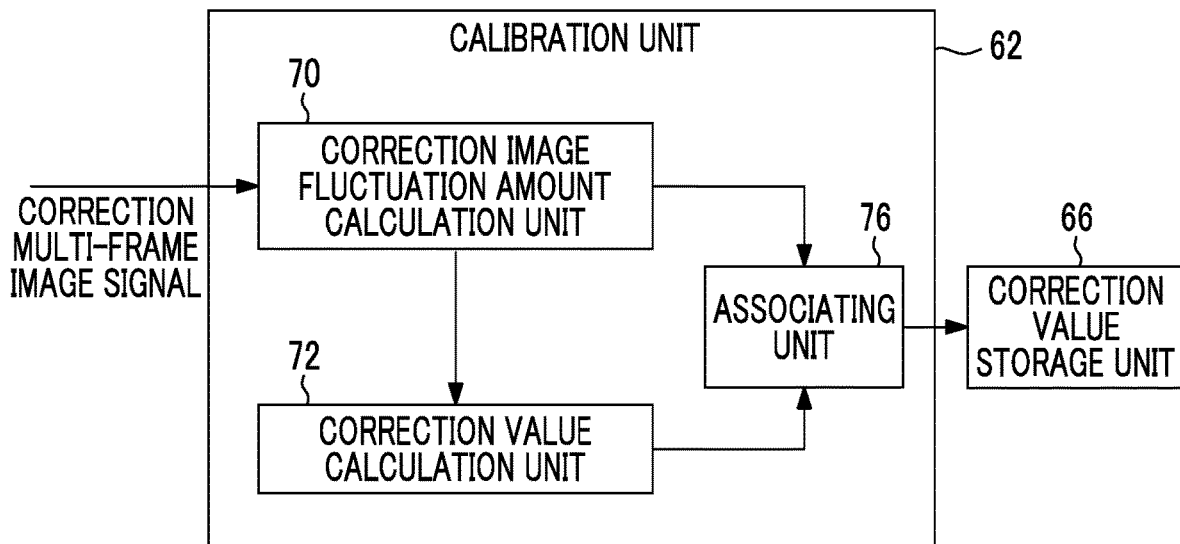 CALIBRATION UNIT
62
70
CORRECTION IMAGE
FLUCTUATION AMOUNT
CALCULATION UNIT
CORRECTION
MULTI-FRAME
IMAGE SIGNAL
76
ASSOCIATING
UNIT
66
CORRECTION
VALUE
STORAGE UNIT
72
CORRECTION VALUE
CALCULATION UNIT